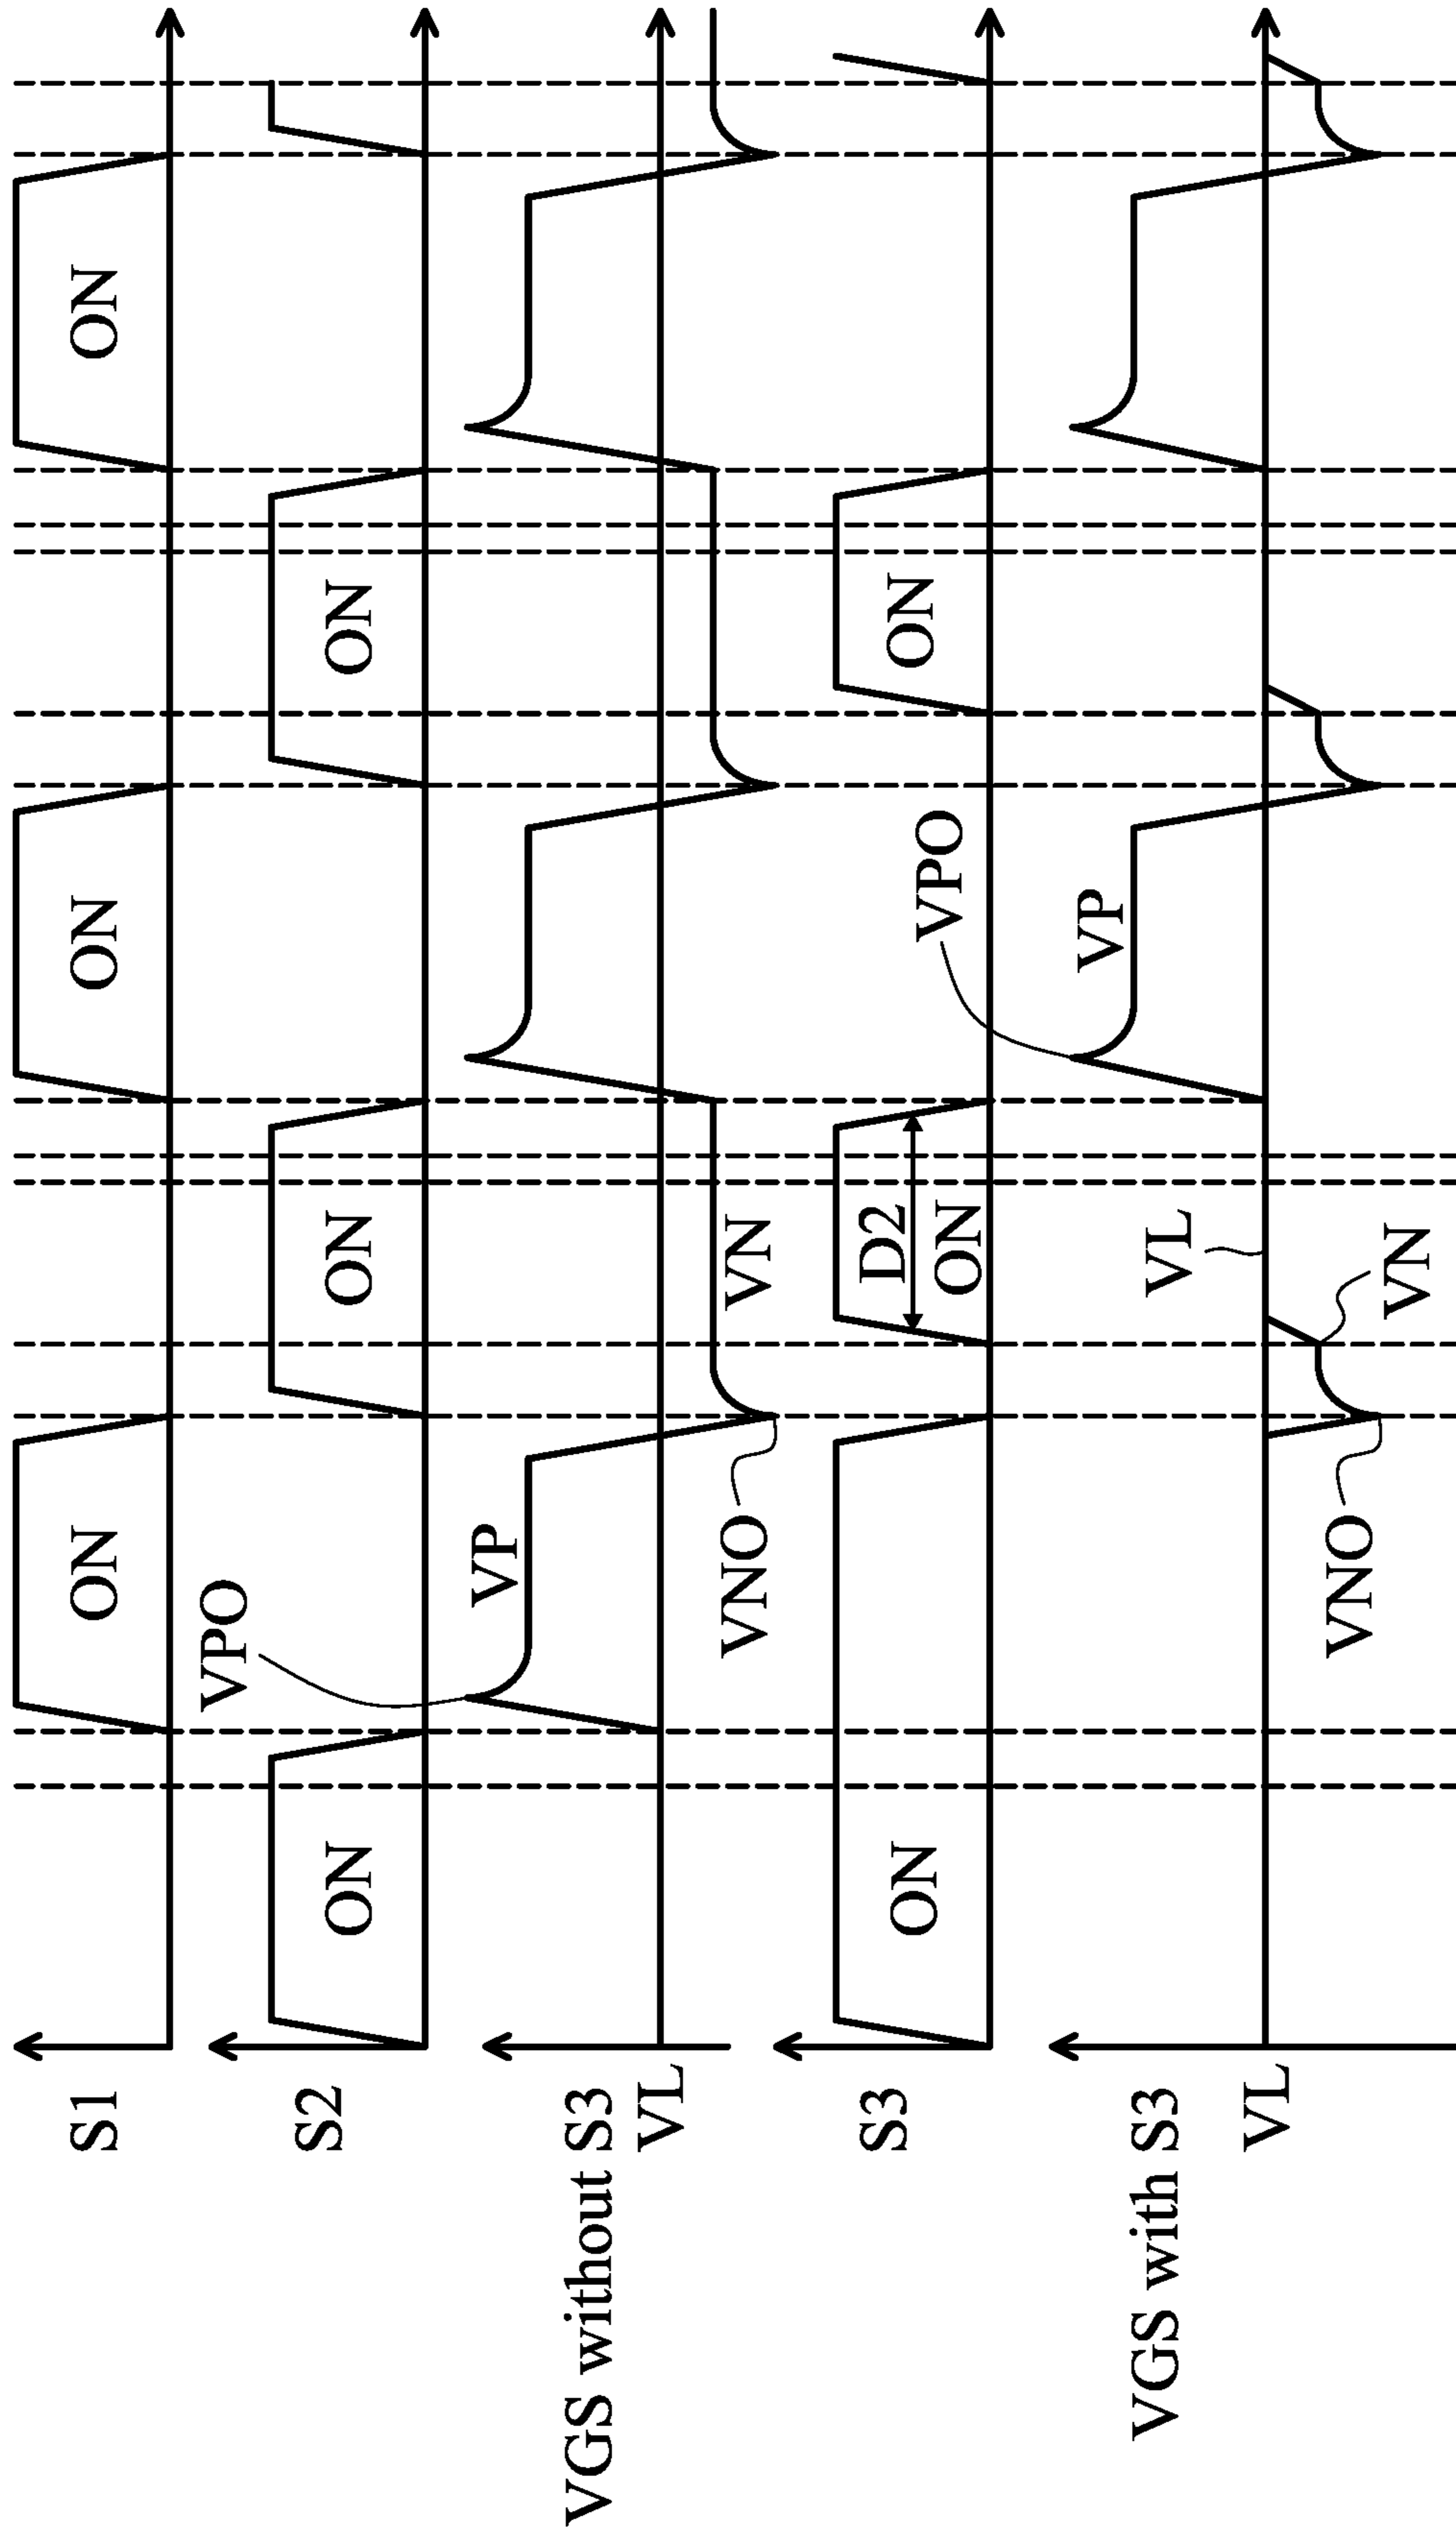 S1 ON ON ON
S2 ON ON ON
VPO
VGS without S3 VP
VL
VNO VN
S3 ON D2 ON ON
VPO
VGS with S3 VL VP
VL
VNO VN